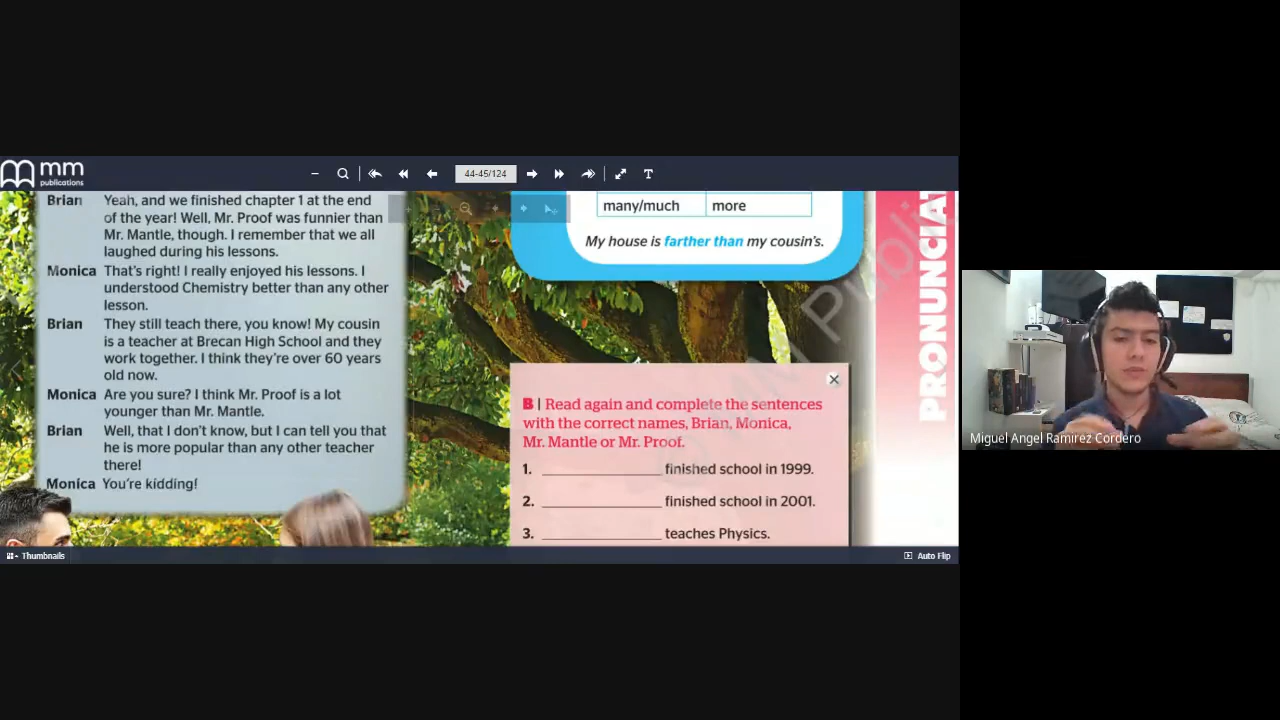 mm
publications
44-45/124
T
Brian Yeah, and we finished chapter 1 at the end
of the year! Well, Mr. Proof was funnier than
Mr. Mantle, though. I remember that we all
laughed during his lessons.
Monica That's right! I really enjoyed his lessons. I
understood Chemistry better than any other
lesson.
Brian They still teach there, you know! My cousin
is a teacher at Brecan High School and they
work together. I think they're over 60 years
old now.
Monica Are you sure? I think Mr. Proof is a lot
younger than Mr. Mantle.
Brian Well, that I don't know, but I can tell you that
he is more popular than any other teacher
there!
Monica You're kidding!
many/much more
My house is farther than my cousin's.
B | Read again and complete the sentences
with the correct names, Brian, Monica,
Mr. Mantle or Mr. Proof.
1. ____________ finished school in 1999.
2. ____________ finished school in 2001.
3. ____________ teaches Physics.
PRONUNCIA
Thumbnails
Auto Flip
Miguel Angel Ramirez Cordero